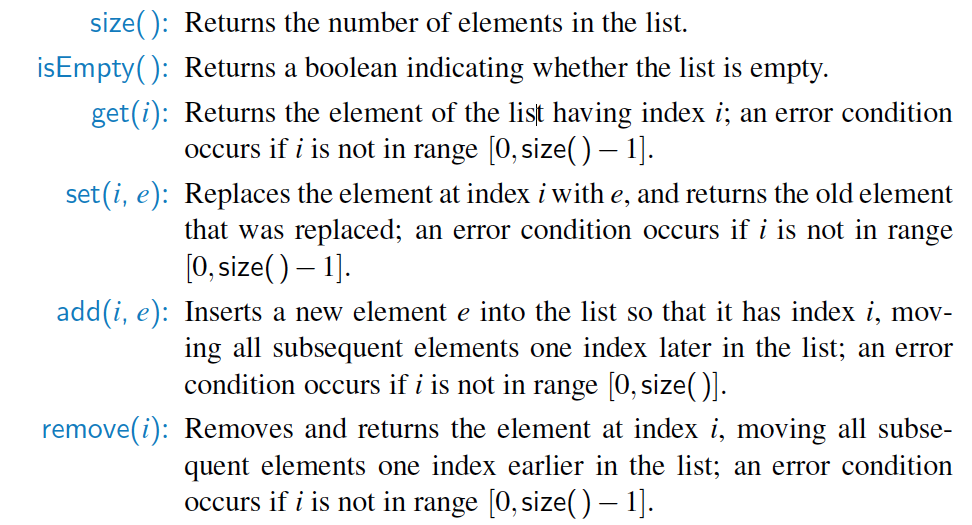 size( ): Returns the number of elements in the list.
isEmpty( ): Returns a boolean indicating whether the list is empty.
get(i): Returns the element of the list having index i; an error condition
occurs if i is not in range [0, size( ) − 1].
set(i, e): Replaces the element at index i with e, and returns the old element
that was replaced; an error condition occurs if i is not in range
[0, size( ) − 1].
add(i, e): Inserts a new element e into the list so that it has index i, mov-
ing all subsequent elements one index later in the list; an error
condition occurs if i is not in range [0, size( )].
remove(i): Removes and returns the element at index i, moving all subse-
quent elements one index earlier in the list; an error condition
occurs if i is not in range [0, size( ) − 1].